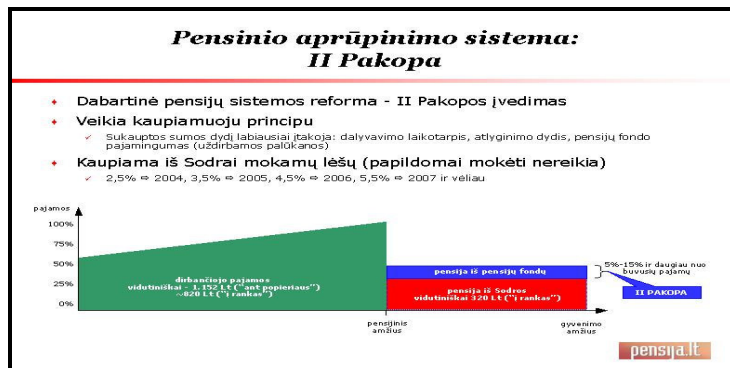 Pensinio aprūpinimo sistema:
II Pakopa
Dabartinė pensijų sistemos reforma - II Pakopos įvedimas
Veikia kaupiamuoju principu
Sukauptos sumos dydį labiausiai įtakoja: dalyvavimo laikotarpis, atlyginimo dydis, pensijų fondo
pajamingumas (uždirbamos palūkanos)
Kaupiama iš Sodrai mokamų lėšų (papildomai mokėti nereikia)
2,5% ⇨ 2004, 3,5% ⇨ 2005, 4,5% ⇨ 2006, 5,5% ⇨ 2007 ir vėliau
pajamos
100%
75%
50%
25%
0%
dirbančiojo pajamos
vidutiniškai - 1.152 Lt ("ant popieriaus")
~820 Lt ("į rankas")
pensija iš pensijų fondų
pensija iš Sodros
vidutiniškai 320 Lt ("į rankas")
5%-15% ir daugiau nuo
buvusių pajamų
II PAKOPA
pensijinis
amžius
gyvenimo
amžius
pensija.lt